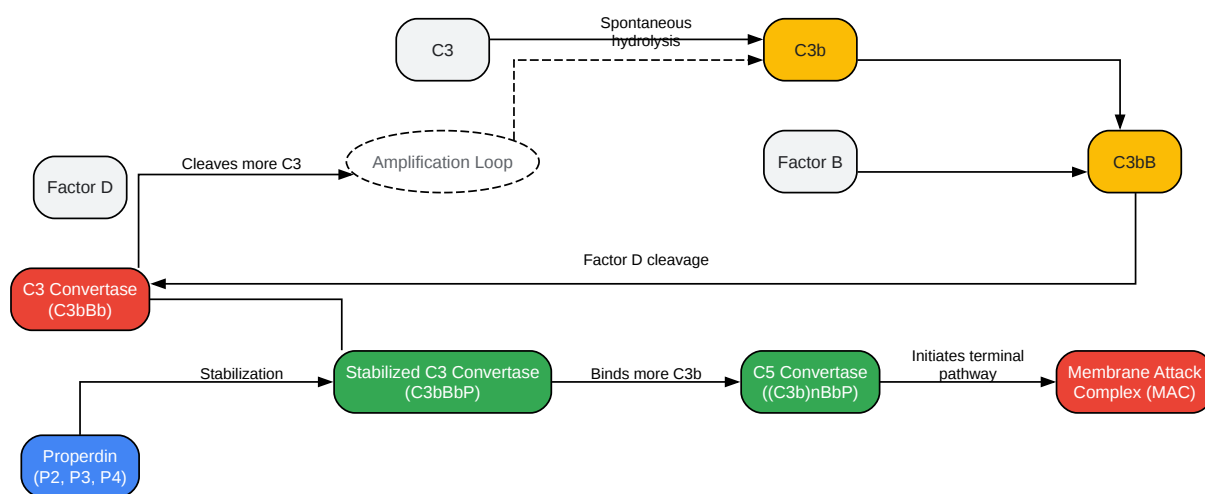 Spontaneous
hydrolysis
C3
C3b
Amplification Loop
Cleaves more C3
Factor D
Factor B
C3bB
Factor D cleavage
C3 Convertase
(C3bBb)
Stabilization
Stabilized C3 Convertase
(C3bBbP)
Binds more C3b
C5 Convertase
((C3b)nBbP)
Initiates terminal
pathway
Membrane Attack
Complex (MAC)
Properdin
(P2, P3, P4)